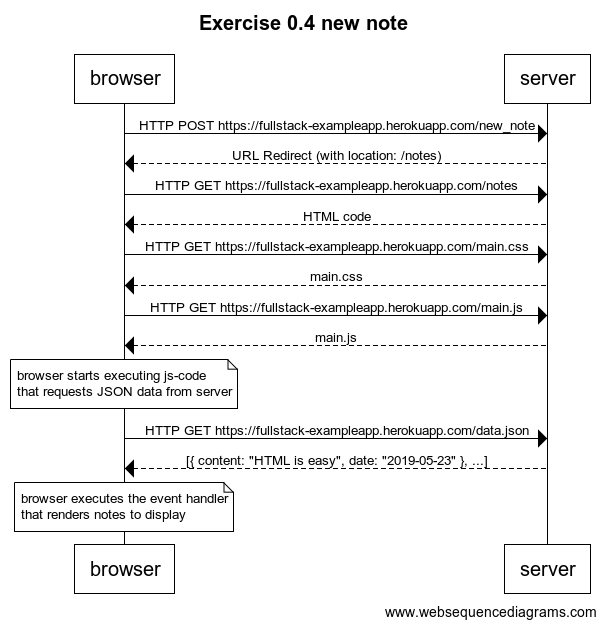 Exercise 0.4 new note
browser
server
HTTP POST https://fullstack-exampleapp.herokuapp.com/new_note
URL Redirect (with location: /notes)
HTTP GET https://fullstack-exampleapp.herokuapp.com/notes
HTML code
HTTP GET https://fullstack-exampleapp.herokuapp.com/main.css
main.css
HTTP GET https://fullstack-exampleapp.herokuapp.com/main.js
main.js
browser starts executing js-code
that requests JSON data from server
HTTP GET https://fullstack-exampleapp.herokuapp.com/data.json
[{ content: "HTML is easy", date: "2019-05-23" }, ...]
browser executes the event handler
that renders notes to display
browser
server
www.websequencediagrams.com